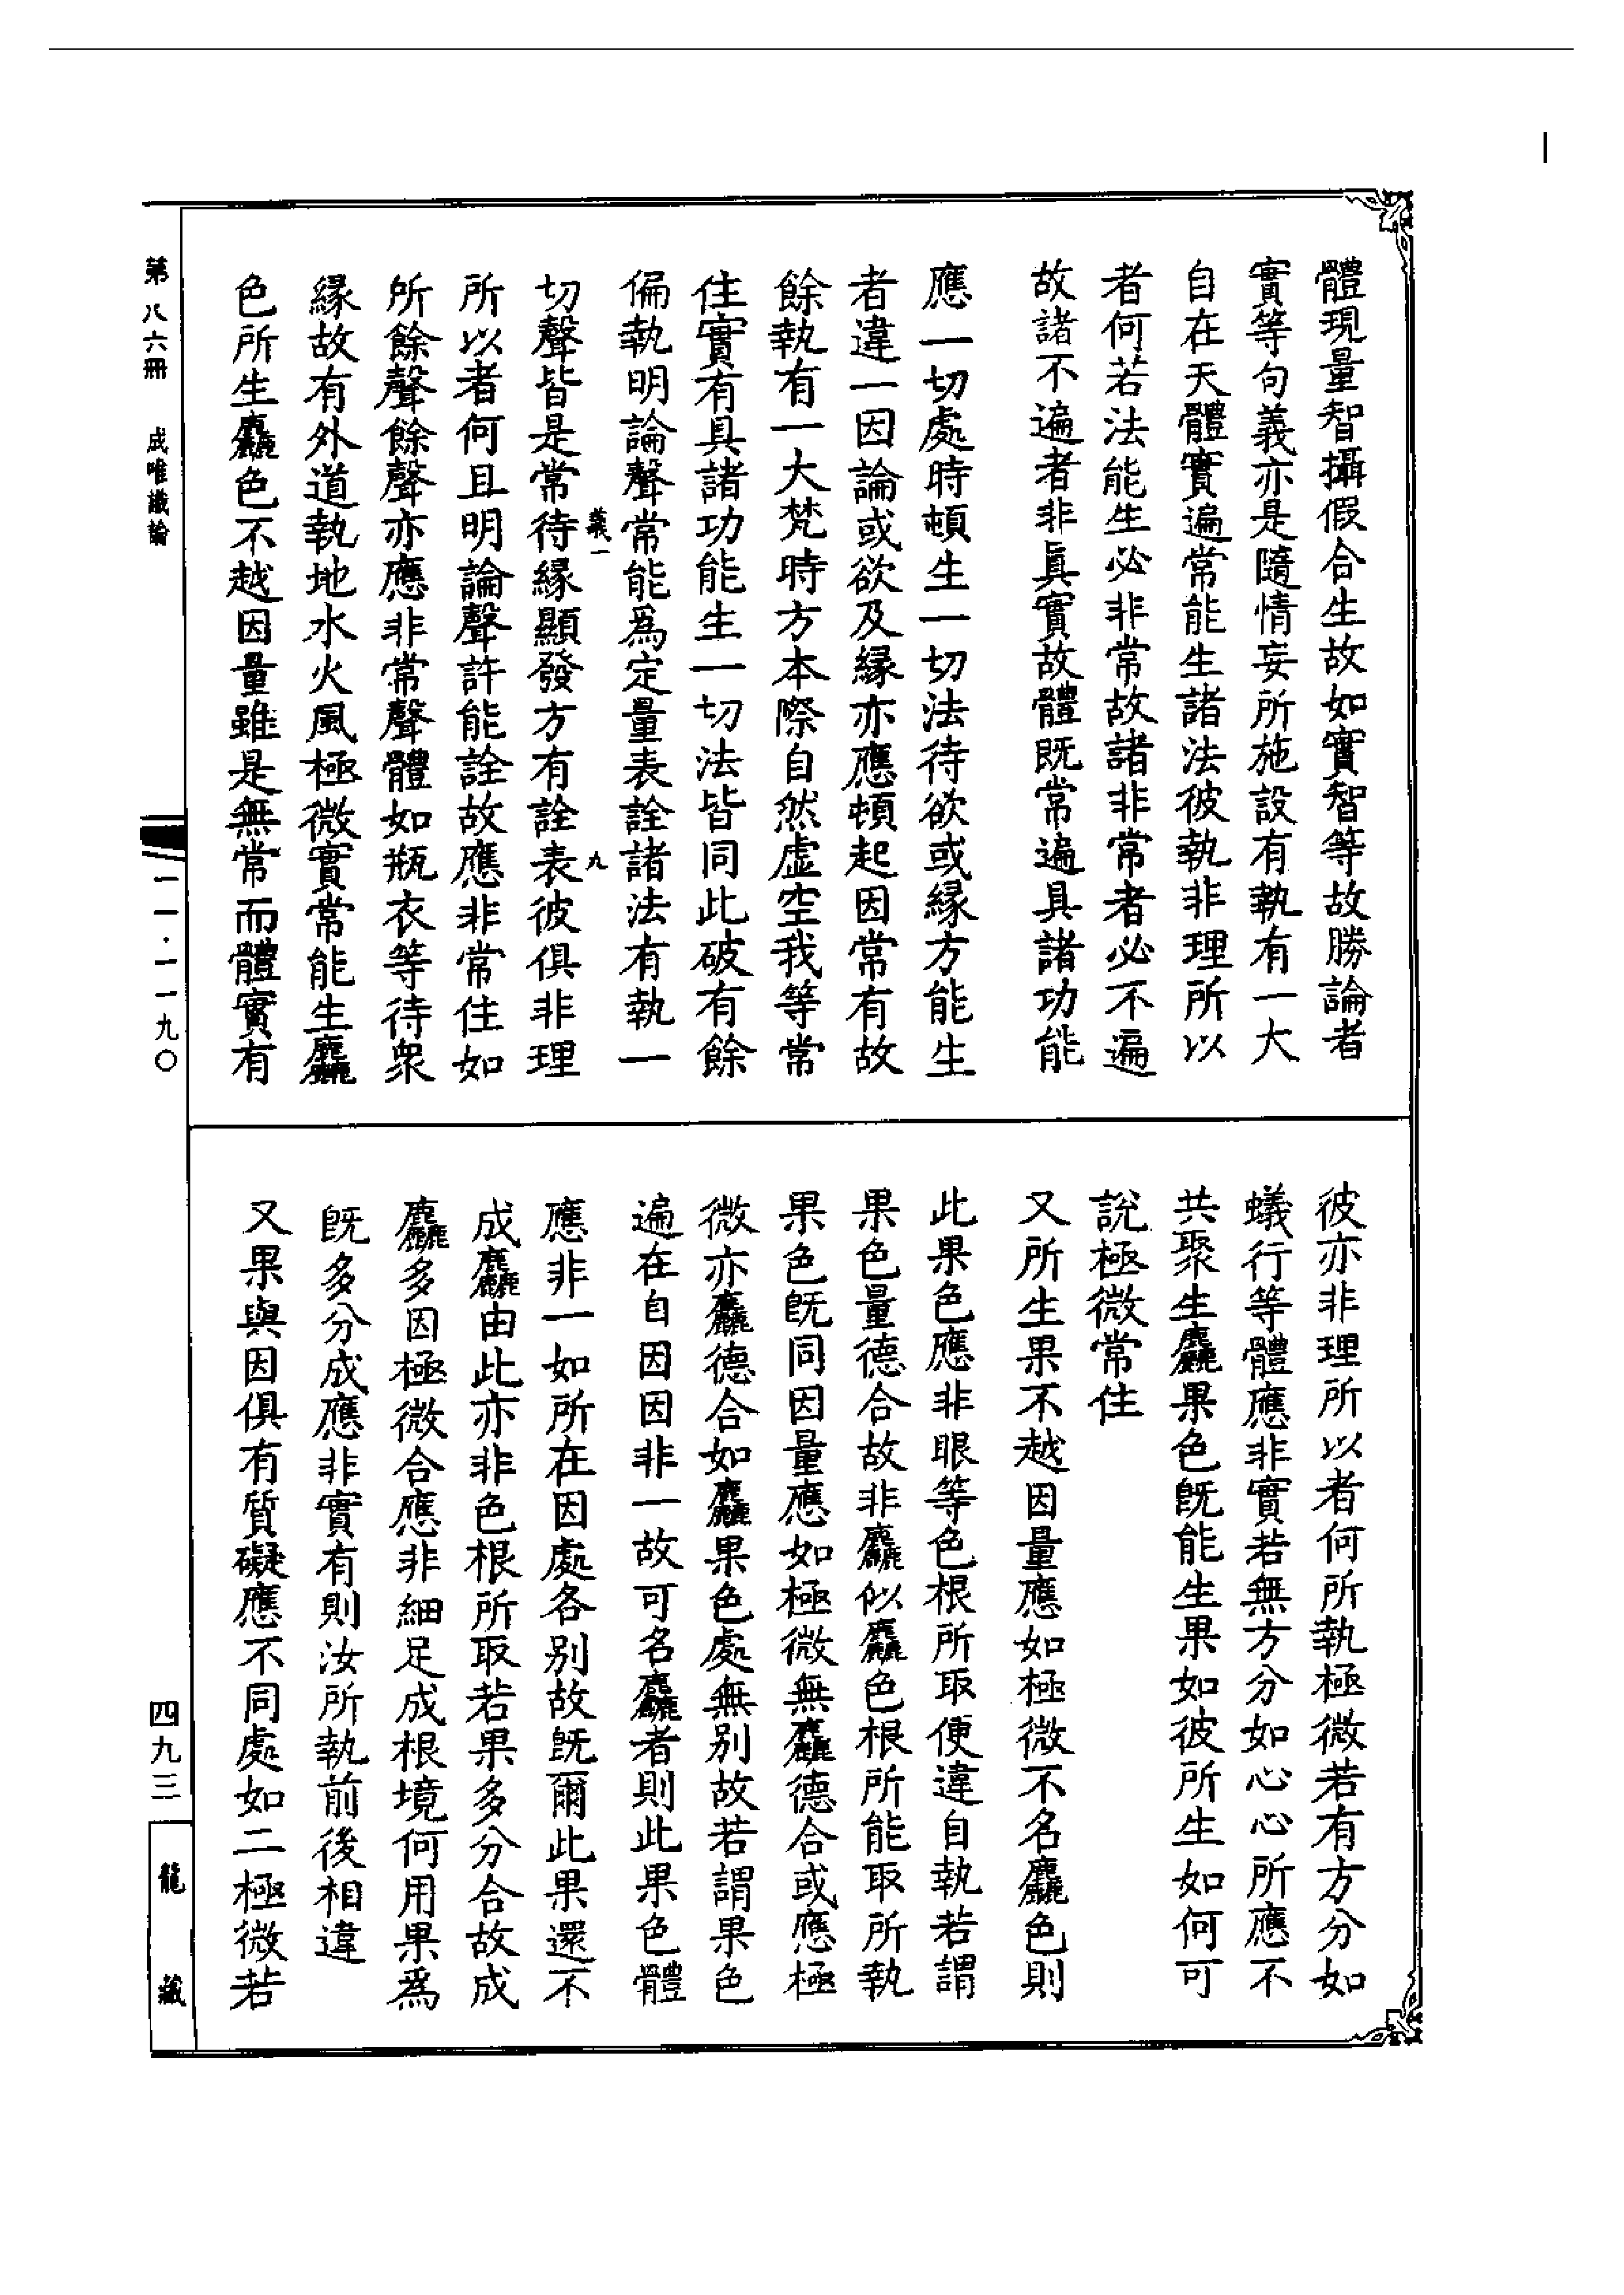 體現量智攝假合生故如實智等故勝論者
實等句義亦是隨情妄所施設有執有一大
自在天體實遍常能生諸法彼執非理所以
者何若法能生必非常故諸非常者必不遍
故諸不遍者非眞實故體既常遍具諸功能
應一切處時頓生一切法待欲或緣方能生
者違一因論或欲及緣亦應頓起因常有故
餘執有一大梵時方本際自然虛空我等常
住實有具諸功能生一切法皆同此破有餘
偏執明論聲常能爲定量表詮諸法有執一
義一
九
切聲皆是常待緣顯發方有詮表彼俱非理
所以者何且明論聲許能詮故應非常住如
所餘聲餘聲亦應非常聲體如瓶衣等待衆
緣故有外道執地水火風極微實常能生麤
色所生麤色不越因量雖是無常而體實有
彼亦非理所以者何所執極微若有方分如
蟻行等體應非實若無方分如心心所應不
共聚生麤果色既能生果如彼所生如何可
說極微常住
又所生果不越因量應如極微不名麤色則
此果色應非眼等色根所取便違自執若謂
果色量德合故非麤似麤色根所能取所執
果色既同因量應如極微無麤德合或應極
微亦麤德合如麤果色處無別故若謂果色
遍在自因因非一故可名麤者則此果色體
應非一如所在因處各別故既爾此果還不
成麤由此亦非色根所取若果多分合故成
麤多因極微合應非細足成根境何用果爲
既多分成應非實有則汝所執前後相違
又果與因俱有質礙應不同處如二極微若
第八六冊 成唯識論
一一·一一九〇
四九三
龍藏